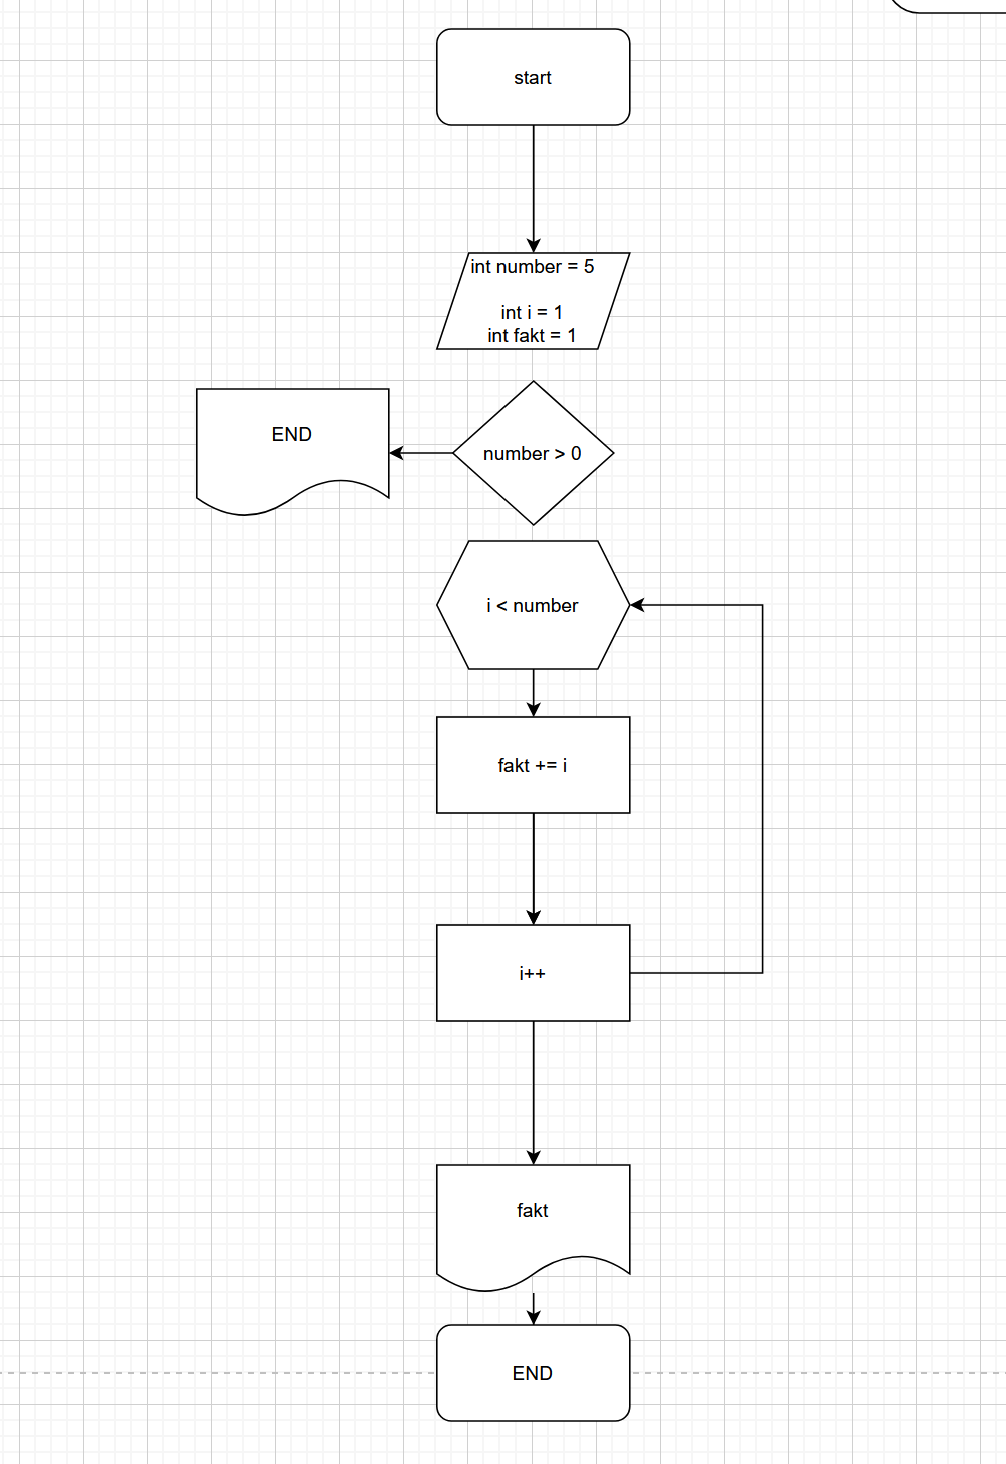 start
int number = 5
int i = 1
int fakt = 1
END
number > 0
i < number
fakt += i
i++
fakt
END